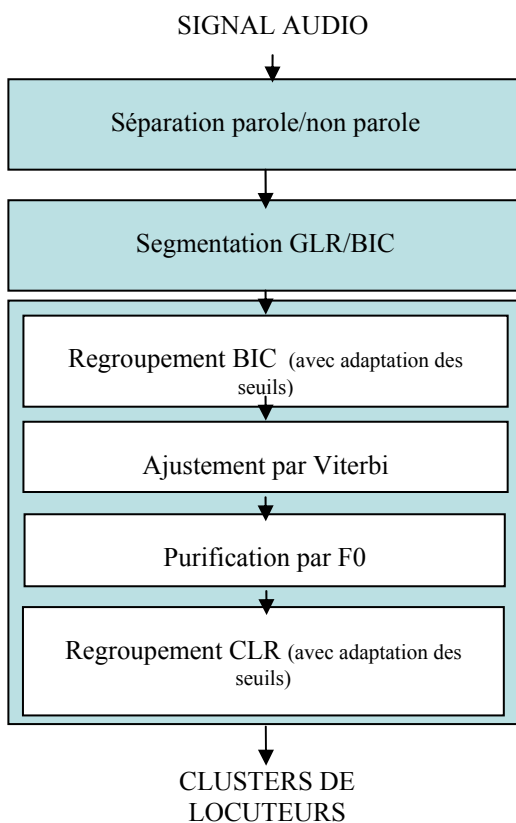 SIGNAL AUDIO
Séparation parole/non parole
Segmentation GLR/BIC
Regroupement BIC (avec adaptation des
seuils)
Ajustement par Viterbi
Purification par F0
Regroupement CLR (avec adaptation des
seuils)
CLUSTERS DE
LOCUTEURS